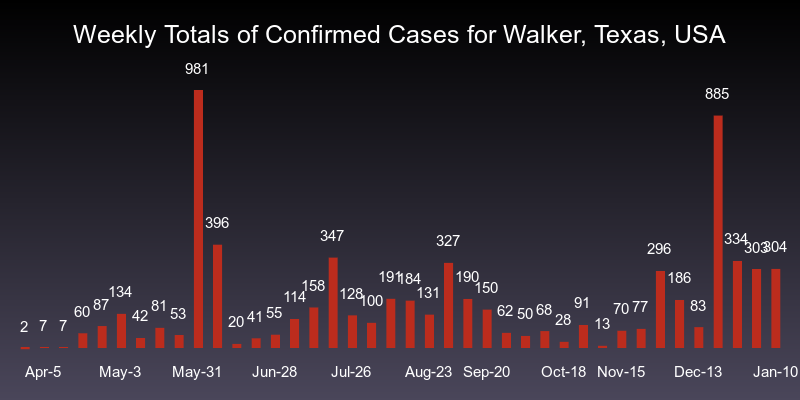 Weekly Totals of Confirmed Cases for Walker, Texas, USA
2 7 7 60 87 134 42 81 53 981 396 20 41 55 114 158 347 128 100 191 184 131 327 190 150 62 50 68 28 91 13 70 77 296 186 83 885 334 303 304
Apr-5 May-3 May-31 Jun-28 Jul-26 Aug-23 Sep-20 Oct-18 Nov-15 Dec-13 Jan-10